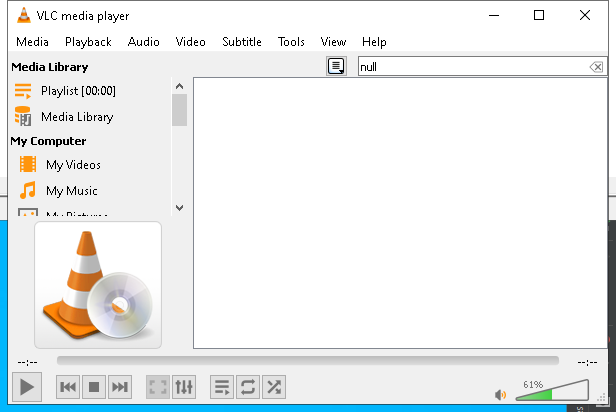 VLC media player
Media Playback Audio Video Subtitle Tools View Help
Media Library
null
Playlist [00:00]
Media Library
My Computer
My Videos
My Music
My Pictures
--:-- --:--
61%